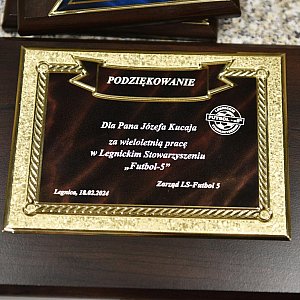 PODZIĘKOWANIE
Dla Pana Józefa Kucaja
za wieloletnią pracę
w Legnickim Stowarzyszeniu
„Futbol-5”
Legnica, 18.02.2024
Zarząd LS-Futbol 5